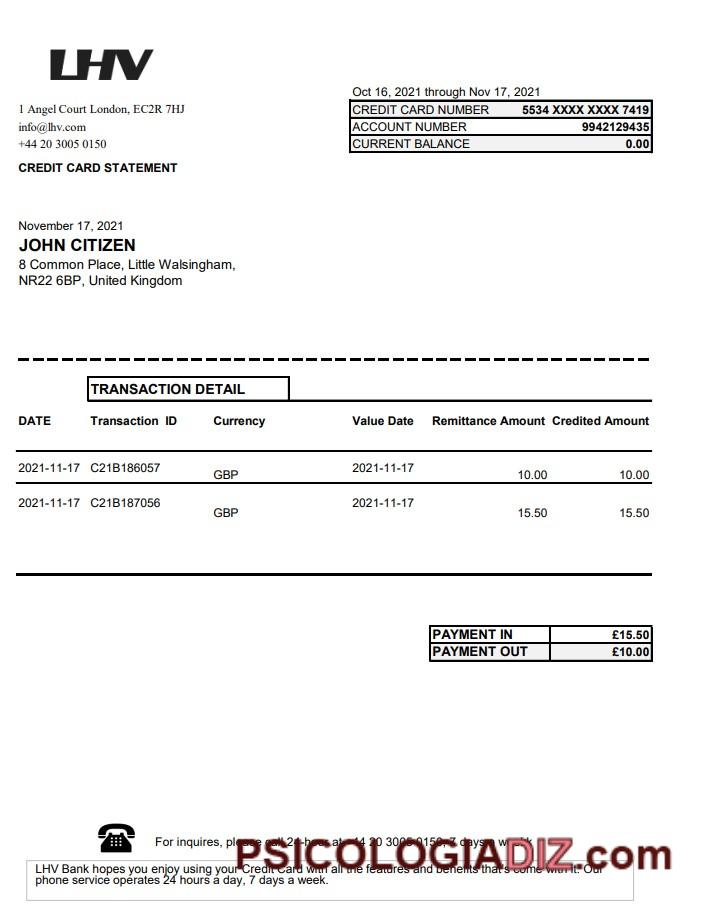 LHV
Oct 16, 2021 through Nov 17, 2021
1 Angel Court London, EC2R 7HJ
info@lhv.com
+44 20 3005 0150
CREDIT CARD NUMBER 5534 XXXX XXXX 7419
ACCOUNT NUMBER 9942129435
CURRENT BALANCE 0.00
CREDIT CARD STATEMENT
November 17, 2021
JOHN CITIZEN
8 Common Place, Little Walsingham,
NR22 6BP, United Kingdom
TRANSACTION DETAIL
DATE Transaction ID Currency Value Date Remittance Amount Credited Amount
2021-11-17 C21B186057 GBP 2021-11-17 10.00 10.00
2021-11-17 C21B187056 GBP 2021-11-17 15.50 15.50
PAYMENT IN £15.50
PAYMENT OUT £10.00
For inquires, please call 24-hour at +44 20 3005 0150, 7 days a week
PSICOLOGIADIZ.com
LHV Bank hopes you enjoy using your Credit Card with all the features and benefits that's come with it. Our
phone service operates 24 hours a day, 7 days a week.